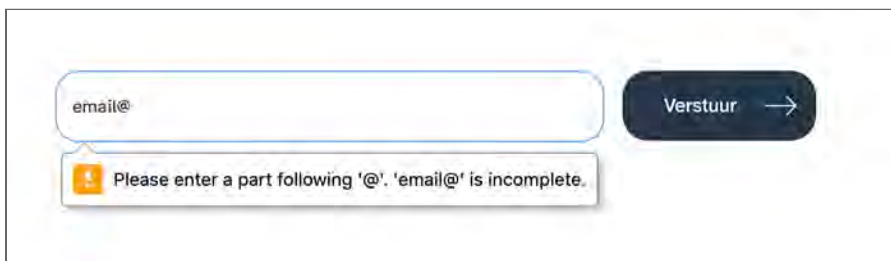 email@
Verstuur
Please enter a part following '@'. 'email@' is incomplete.